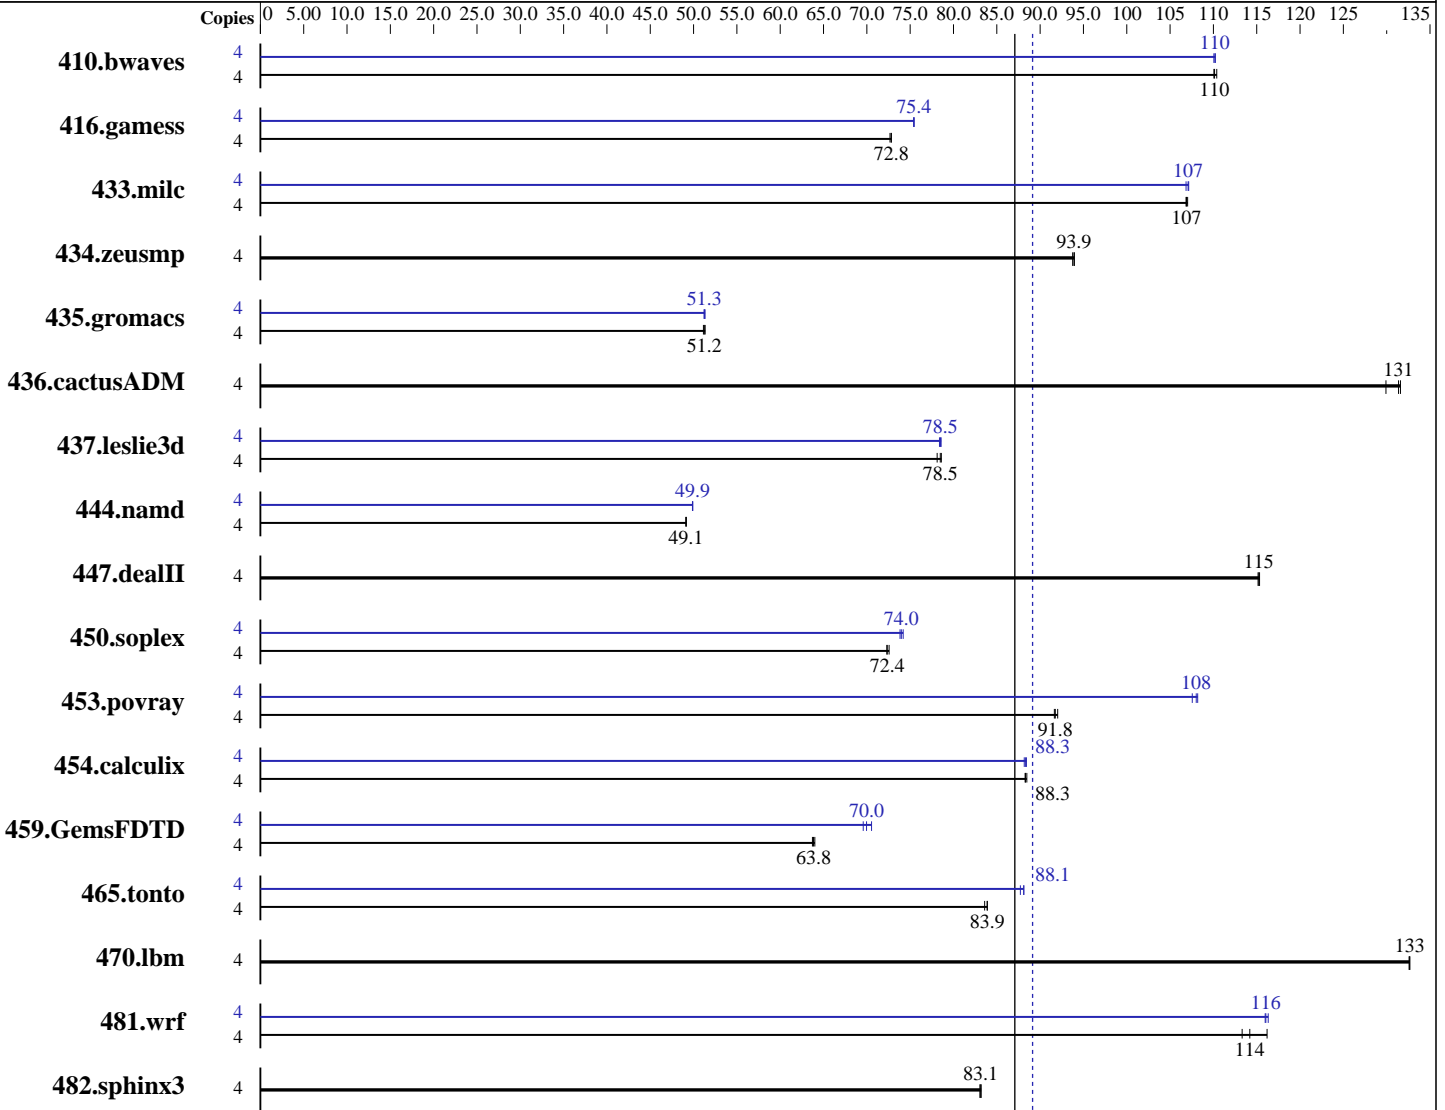 Copies 0 5.00 10.0 15.0 20.0 25.0 30.0 35.0 40.0 45.0 50.0 55.0 60.0 65.0 70.0 75.0 80.0 85.0 90.0 95.0 100 105 110 115 120 125 135
410.bwaves 4 110
4 110
416.gamess 4 75.4
4 72.8
433.milc 4 107
4 107
434.zeusmp 4 93.9
435.gromacs 4 51.3
4 51.2
436.cactusADM 4 131
437.leslie3d 4 78.5
4 78.5
444.namd 4 49.9
4 49.1
447.dealII 4 115
450.soplex 4 74.0
4 72.4
453.povray 4 108
4 91.8
454.calculix 4 88.3
4 88.3
459.GemsFDTD 4 70.0
4 63.8
465.tonto 4 88.1
4 83.9
470.lbm 4 133
481.wrf 4 116
4 114
482.sphinx3 4 83.1